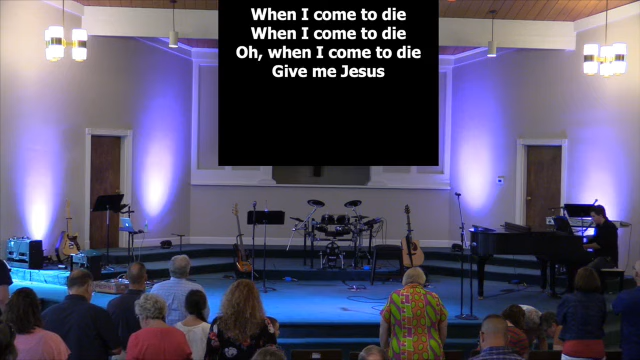 When I come to die
When I come to die
Oh, when I come to die
Give me Jesus